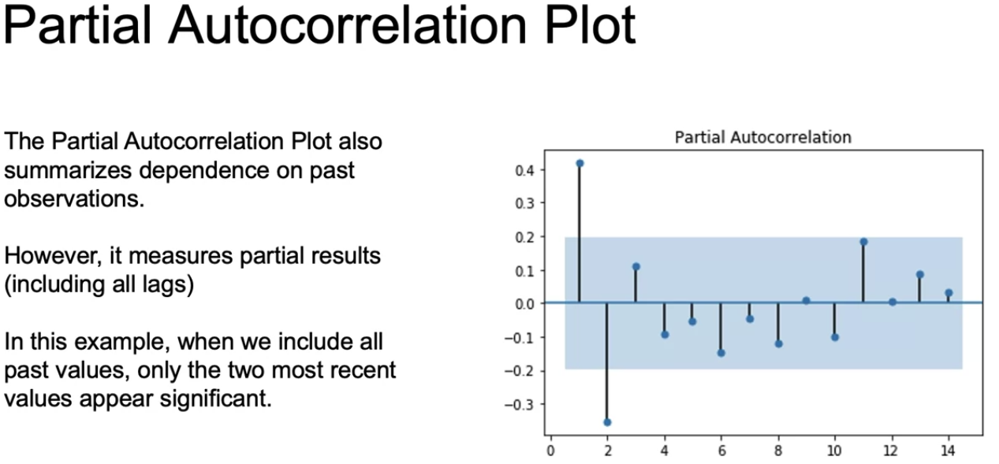 Partial Autocorrelation Plot
The Partial Autocorrelation Plot also
summarizes dependence on past
observations.
However, it measures partial results
(including all lags)
In this example, when we include all
past values, only the two most recent
values appear significant.
Partial Autocorrelation
0.4
0.3
0.2
0.1
0.0
−0.1
−0.2
−0.3
0 2 4 6 8 10 12 14